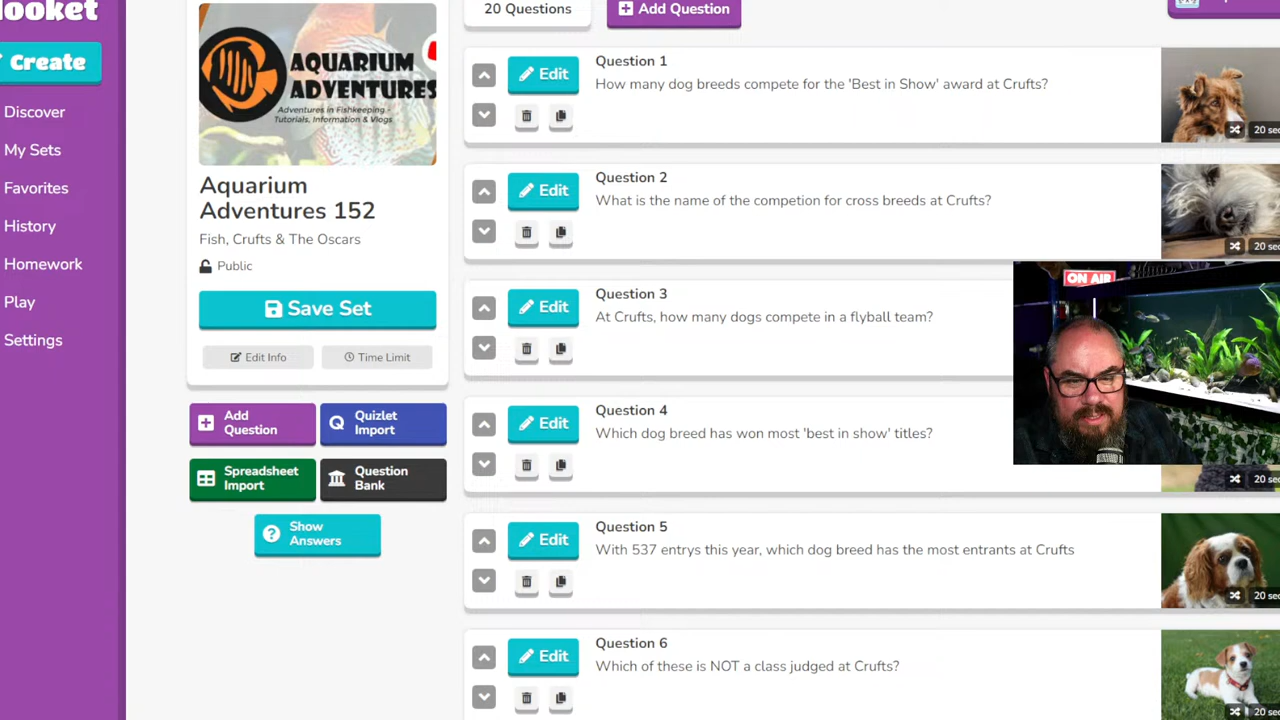 looket
Create
Discover
My Sets
Favorites
History
Homework
Play
Settings
AQUARIUM
ADVENTURES
Adventures in Fishkeeping -
Tutorials, Information & Vlogs
Aquarium
Adventures 152
Fish, Crufts & The Oscars
Public
Save Set
Edit Info
Time Limit
Add
Question
Quizlet
Import
Spreadsheet
Import
Question
Bank
Show
Answers
20 Questions
Add Question
Question 1
Edit
How many dog breeds compete for the 'Best in Show' award at Crufts?
20 sec
Question 2
Edit
What is the name of the competion for cross breeds at Crufts?
20 sec
ON AIR
Question 3
Edit
At Crufts, how many dogs compete in a flyball team?
Question 4
Edit
Which dog breed has won most 'best in show' titles?
20 sec
Question 5
Edit
With 537 entrys this year, which dog breed has the most entrants at Crufts
20 sec
Question 6
Edit
Which of these is NOT a class judged at Crufts?
20 sec